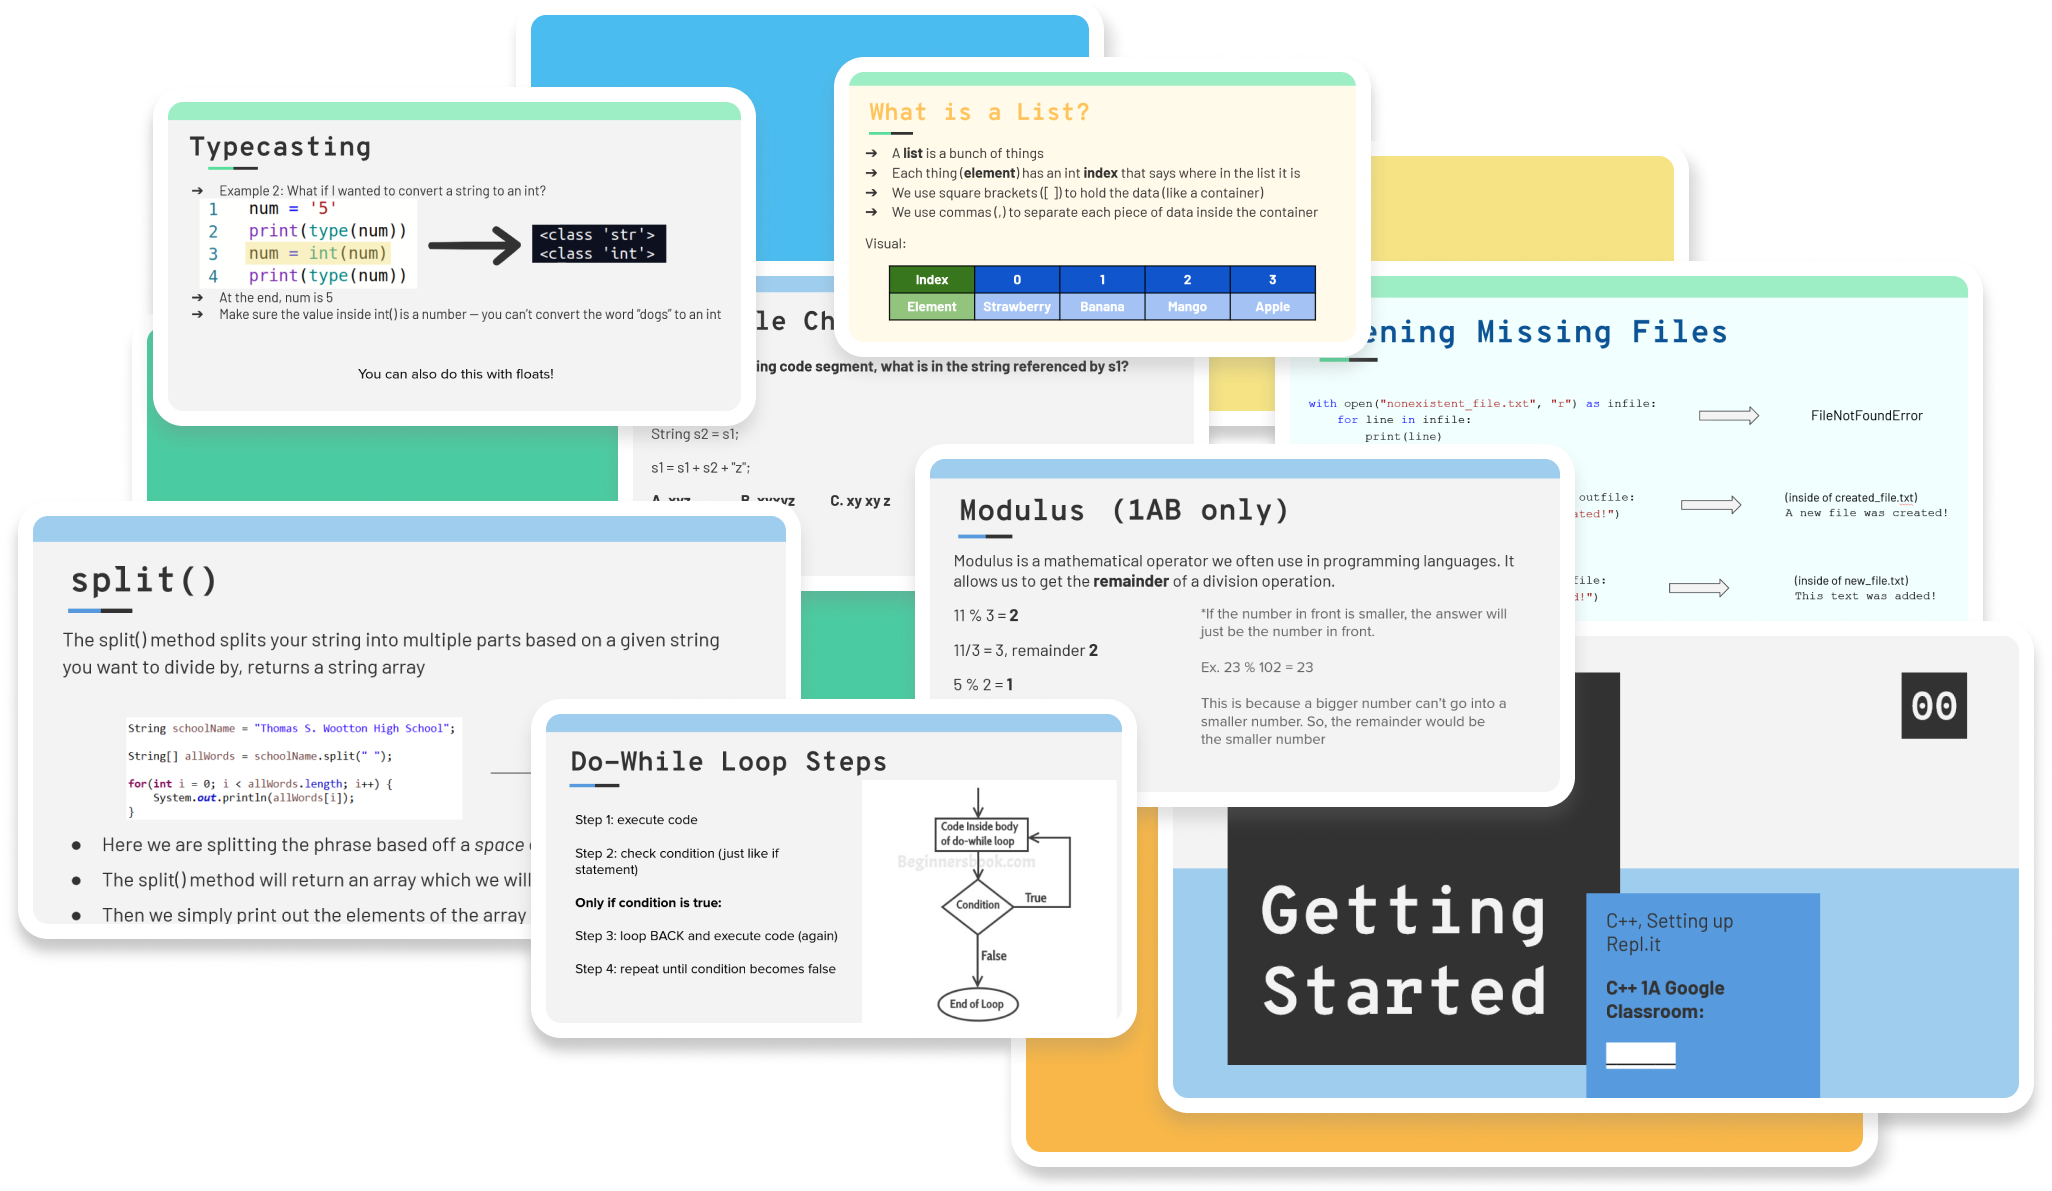 Typecasting
➔ Example 2: What if I wanted to convert a string to an int?
1 num = '5'
2 print(type(num))
3 num = int(num)
4 print(type(num))
<class 'str'>
<class 'int'>
➔ At the end, num is 5
➔ Make sure the value inside int() is a number – you can't convert the word "dogs" to an int
You can also do this with floats!
What is a List?
➔ A list is a bunch of things
➔ Each thing (element) has an int index that says where in the list it is
➔ We use square brackets ([ ]) to hold the data (like a container)
➔ We use commas (,) to separate each piece of data inside the container
Visual:
Index 0 1 2 3
Element Strawberry Banana Mango Apple
le Ch
ing code segment, what is in the string referenced by s1?
String s2 = s1;
s1 = s1 + s2 + "z";
A. xyz B. xyxyz C. xy xy z
ening Missing Files
with open("nonexistent_file.txt", "r") as infile:
for line in infile:
print(line)
FileNotFoundError
outfile:
ated!")
(inside of created_file.txt)
A new file was created!
file:
d!")
(inside of new_file.txt)
This text was added!
split()
The split() method splits your string into multiple parts based on a given string
you want to divide by, returns a string array
String schoolName = "Thomas S. Wootton High School";
String[] allWords = schoolName.split(" ");
for(int i = 0; i < allWords.length; i++) {
System.out.println(allWords[i]);
}
● Here we are splitting the phrase based off a space
● The split() method will return an array which we will
● Then we simply print out the elements of the array
Modulus (1AB only)
Modulus is a mathematical operator we often use in programming languages. It
allows us to get the remainder of a division operation.
11 % 3 = 2
11/3 = 3, remainder 2
5 % 2 = 1
*If the number in front is smaller, the answer will
just be the number in front.
Ex. 23 % 102 = 23
This is because a bigger number can't go into a
smaller number. So, the remainder would be
the smaller number
Do-While Loop Steps
Step 1: execute code
Step 2: check condition (just like if
statement)
Only if condition is true:
Step 3: loop BACK and execute code (again)
Step 4: repeat until condition becomes false
Code Inside body
of do-while loop
Beginnersbook.com
Condition
True
False
End of Loop
00
Getting
Started
C++, Setting up
Repl.it
C++ 1A Google
Classroom: